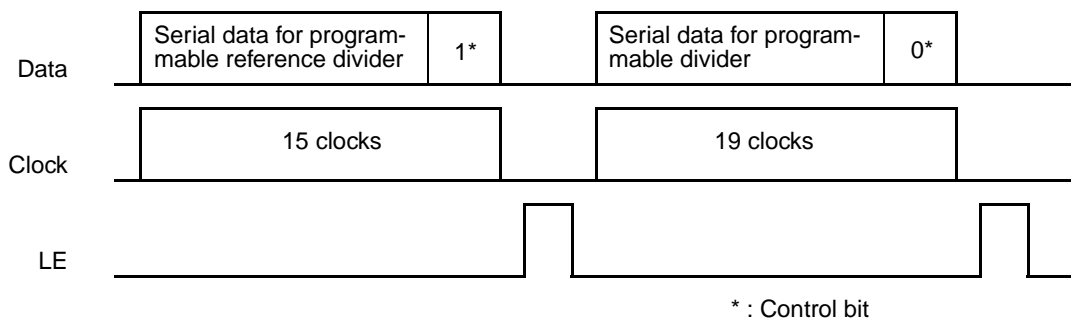 Serial data for program-
mable reference divider
1*
Serial data for program-
mable divider
0*
Data
15 clocks
19 clocks
Clock
LE
* : Control bit